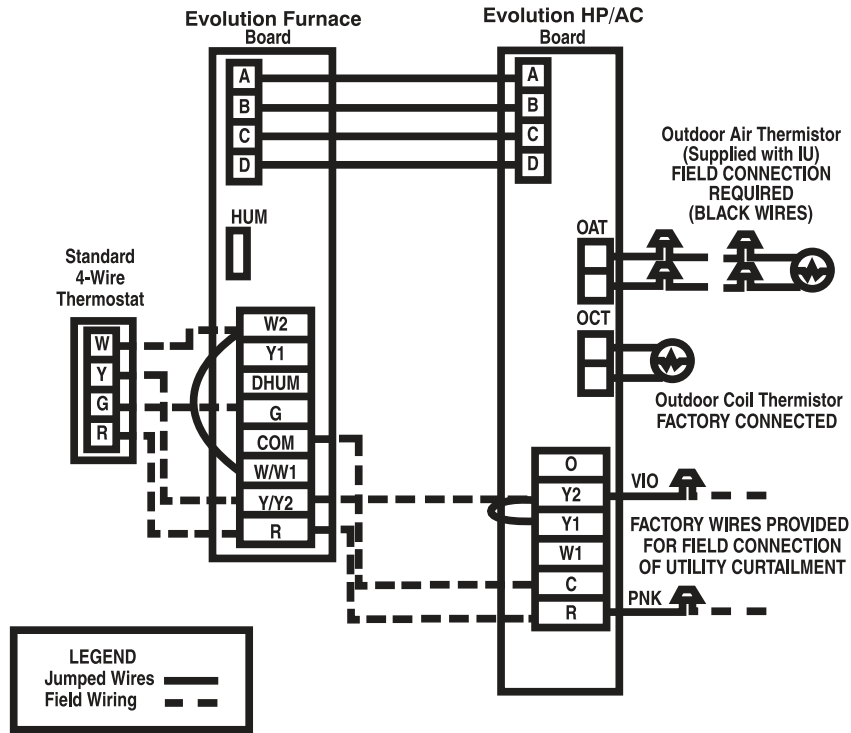 Evolution Furnace
Board
A
B
C
D
HUM
W2
Y1
DHUM
G
COM
W/W1
Y/Y2
R
Standard
4-Wire
Thermostat
W
Y
G
R
Evolution HP/AC
Board
A
B
C
D
OAT
OCT
O
Y2
Y1
W1
C
R
Outdoor Air Thermistor
(Supplied with IU)
FIELD CONNECTION
REQUIRED
(BLACK WIRES)
Outdoor Coil Thermistor
FACTORY CONNECTED
VIO
FACTORY WIRES PROVIDED
FOR FIELD CONNECTION
OF UTILITY CURTAILMENT
PNK
LEGEND
Jumped Wires
Field Wiring